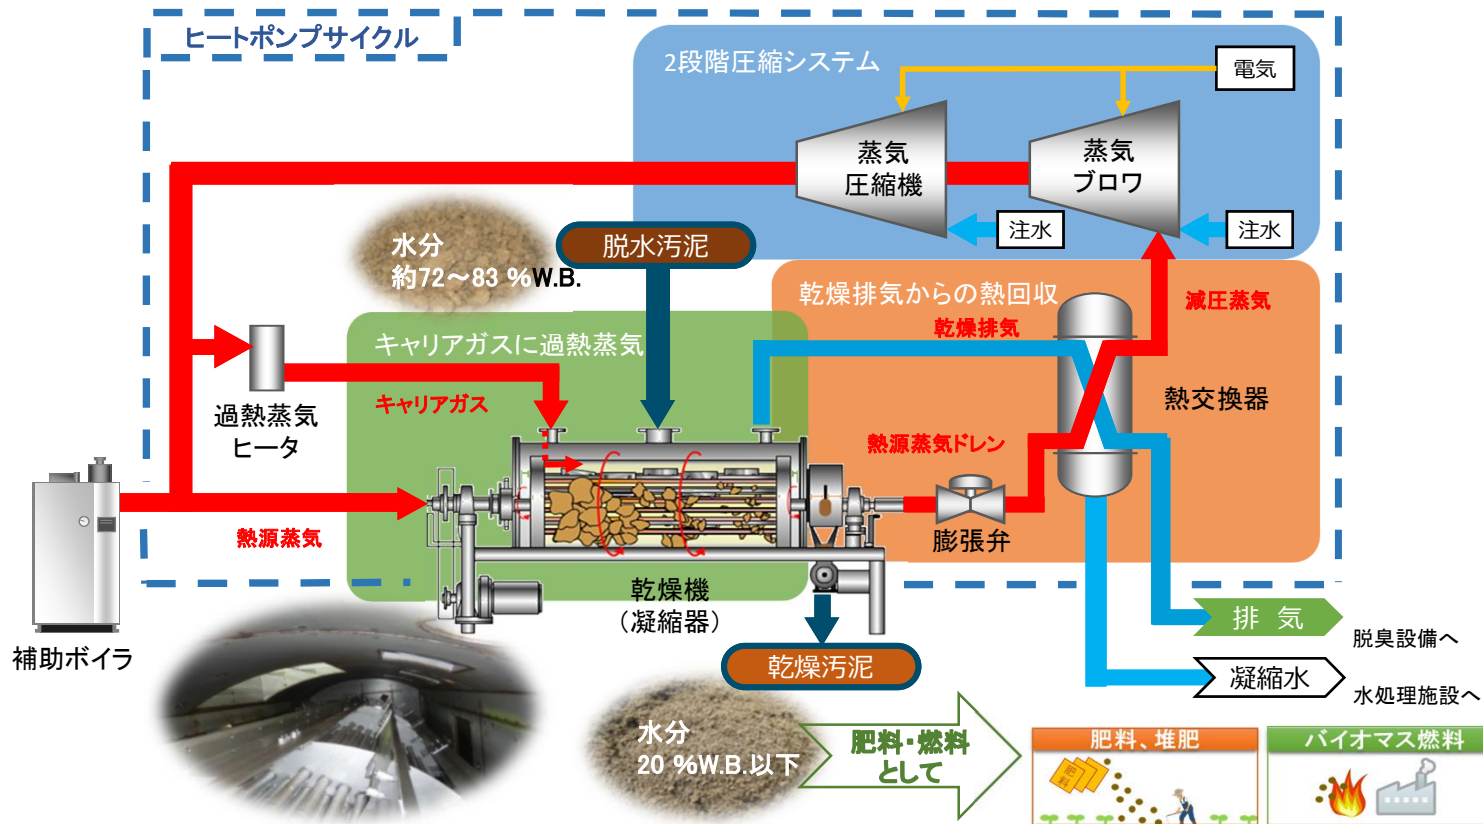 ヒートポンプサイクル
2段階圧縮システム
電気
蒸気
圧縮機
蒸気
ブロワ
注水
注水
水分
約72～83 %W.B.
脱水汚泥
乾燥排気からの熱回収
減圧蒸気
乾燥排気
キャリアガスに過熱蒸気
過熱蒸気
ヒータ
キャリアガス
熱交換器
熱源蒸気ドレン
熱源蒸気
膨張弁
乾燥機
（凝縮器）
補助ボイラ
排 気
脱臭設備へ
乾燥汚泥
凝縮水
水処理施設へ
水分
20 %W.B.以下
肥料・燃料
として
肥料、堆肥
バイオマス燃料
肥料